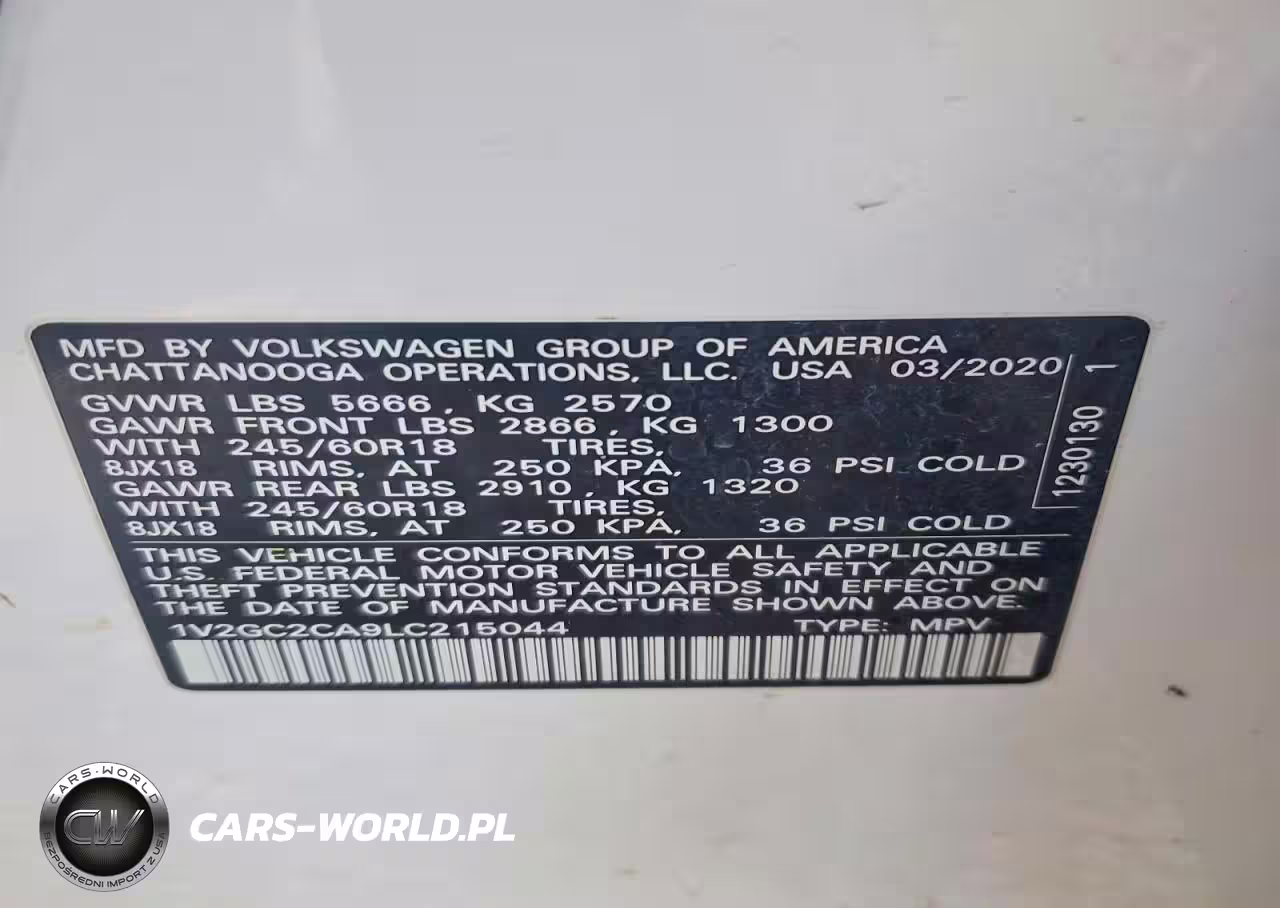 MFD BY VOLKSWAGEN GROUP OF AMERICA
CHATTANOOGA OPERATIONS, LLC. USA 03/2020
GVWR LBS 5666, KG 2570
GAWR FRONT LBS 2866, KG 1300
WITH 245/60R18 TIRES,
8JX18 RIMS, AT 250 KPA, 36 PSI COLD
GAWR REAR LBS 2910, KG 1320
WITH 245/60R18 TIRES,
8JX18 RIMS, AT 250 KPA, 36 PSI COLD
1230130 1
THIS VEHICLE CONFORMS TO ALL APPLICABLE
U.S. FEDERAL MOTOR VEHICLE SAFETY AND
THEFT PREVENTION STANDARDS IN EFFECT ON
THE DATE OF MANUFACTURE SHOWN ABOVE.
1V2GC2CA9LC215044 TYPE: MPV
CARS-WORLD
CW
BEZPOŚREDNI IMPORT Z USA
CARS-WORLD.PL